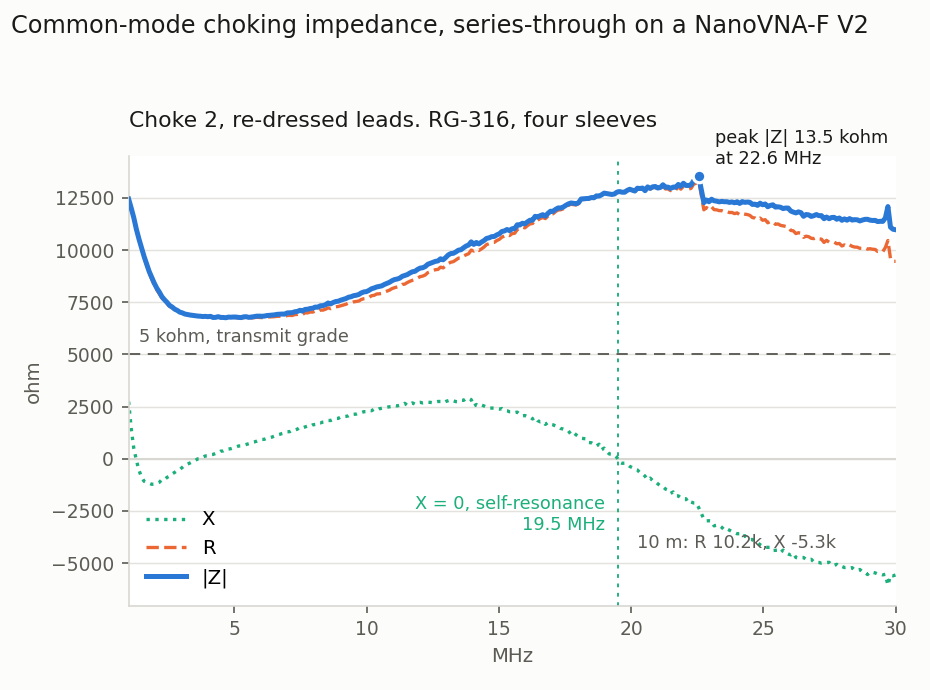 Common-mode choking impedance, series-through on a NanoVNA-F V2
Choke 2, re-dressed leads. RG-316, four sleeves
peak |Z| 13.5 kohm
at 22.6 MHz
12500
10000
7500
5 kohm, transmit grade
5000
ohm
2500
0
X = 0, self-resonance
19.5 MHz
−2500
10 m: R 10.2k, X -5.3k
−5000
X
R
|Z|
5
10
15
20
25
30
MHz